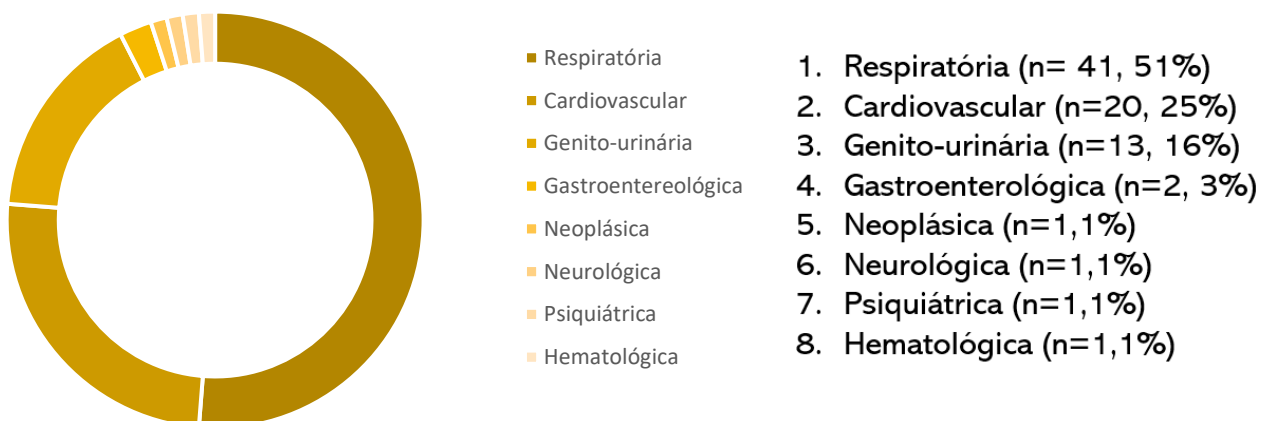 Respiratória
Cardiovascular
Genito-urinária
Gastroentereológica
Neoplásica
Neurológica
Psiquiátrica
Hematológica
1. Respiratória (n= 41, 51%)
2. Cardiovascular (n=20, 25%)
3. Genito-urinária (n=13, 16%)
4. Gastroenterológica (n=2, 3%)
5. Neoplásica (n=1,1%)
6. Neurológica (n=1,1%)
7. Psiquiátrica (n=1,1%)
8. Hematológica (n=1,1%)